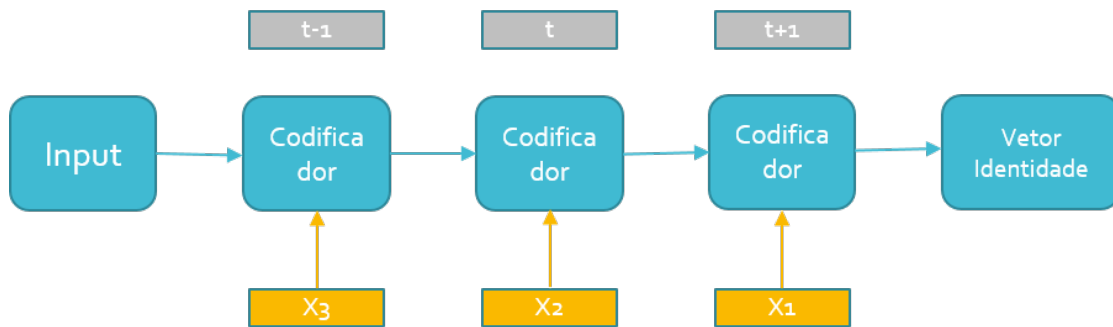 t-1
t
t+1
Input
Codifica
dor
Codifica
dor
Codifica
dor
Vetor
Identidade
X3
X2
X1